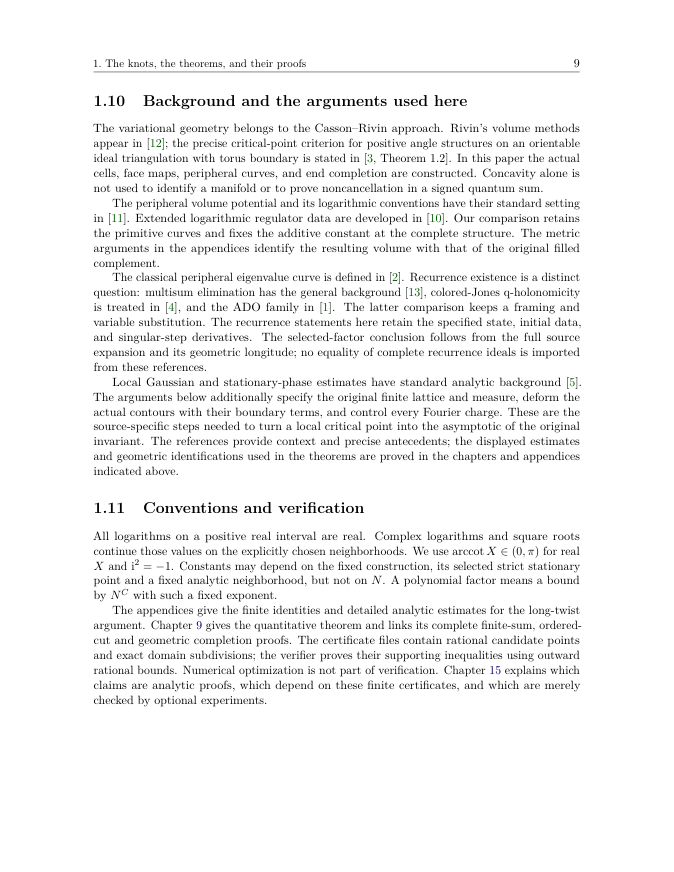 1. The knots, the theorems, and their proofs 9
1.10 Background and the arguments used here
The variational geometry belongs to the Casson–Rivin approach. Rivin's volume methods
appear in [12]; the precise critical-point criterion for positive angle structures on an orientable
ideal triangulation with torus boundary is stated in [3, Theorem 1.2]. In this paper the actual
cells, face maps, peripheral curves, and end completion are constructed. Concavity alone is
not used to identify a manifold or to prove noncancellation in a signed quantum sum.
The peripheral volume potential and its logarithmic conventions have their standard setting
in [11]. Extended logarithmic regulator data are developed in [10]. Our comparison retains
the primitive curves and fixes the additive constant at the complete structure. The metric
arguments in the appendices identify the resulting volume with that of the original filled
complement.
The classical peripheral eigenvalue curve is defined in [2]. Recurrence existence is a distinct
question: multisum elimination has the general background [13], colored-Jones q-holonomicity
is treated in [4], and the ADO family in [1]. The latter comparison keeps a framing and
variable substitution. The recurrence statements here retain the specified state, initial data,
and singular-step derivatives. The selected-factor conclusion follows from the full source
expansion and its geometric longitude; no equality of complete recurrence ideals is imported
from these references.
Local Gaussian and stationary-phase estimates have standard analytic background [5].
The arguments below additionally specify the original finite lattice and measure, deform the
actual contours with their boundary terms, and control every Fourier charge. These are the
source-specific steps needed to turn a local critical point into the asymptotic of the original
invariant. The references provide context and precise antecedents; the displayed estimates
and geometric identifications used in the theorems are proved in the chapters and appendices
indicated above.
1.11 Conventions and verification
All logarithms on a positive real interval are real. Complex logarithms and square roots
continue those values on the explicitly chosen neighborhoods. We use arccot X ∈ (0, π) for real
X and i² = −1. Constants may depend on the fixed construction, its selected strict stationary
point and a fixed analytic neighborhood, but not on N. A polynomial factor means a bound
by N^C with such a fixed exponent.
The appendices give the finite identities and detailed analytic estimates for the long-twist
argument. Chapter 9 gives the quantitative theorem and links its complete finite-sum, ordered-
cut and geometric completion proofs. The certificate files contain rational candidate points
and exact domain subdivisions; the verifier proves their supporting inequalities using outward
rational bounds. Numerical optimization is not part of verification. Chapter 15 explains which
claims are analytic proofs, which depend on these finite certificates, and which are merely
checked by optional experiments.